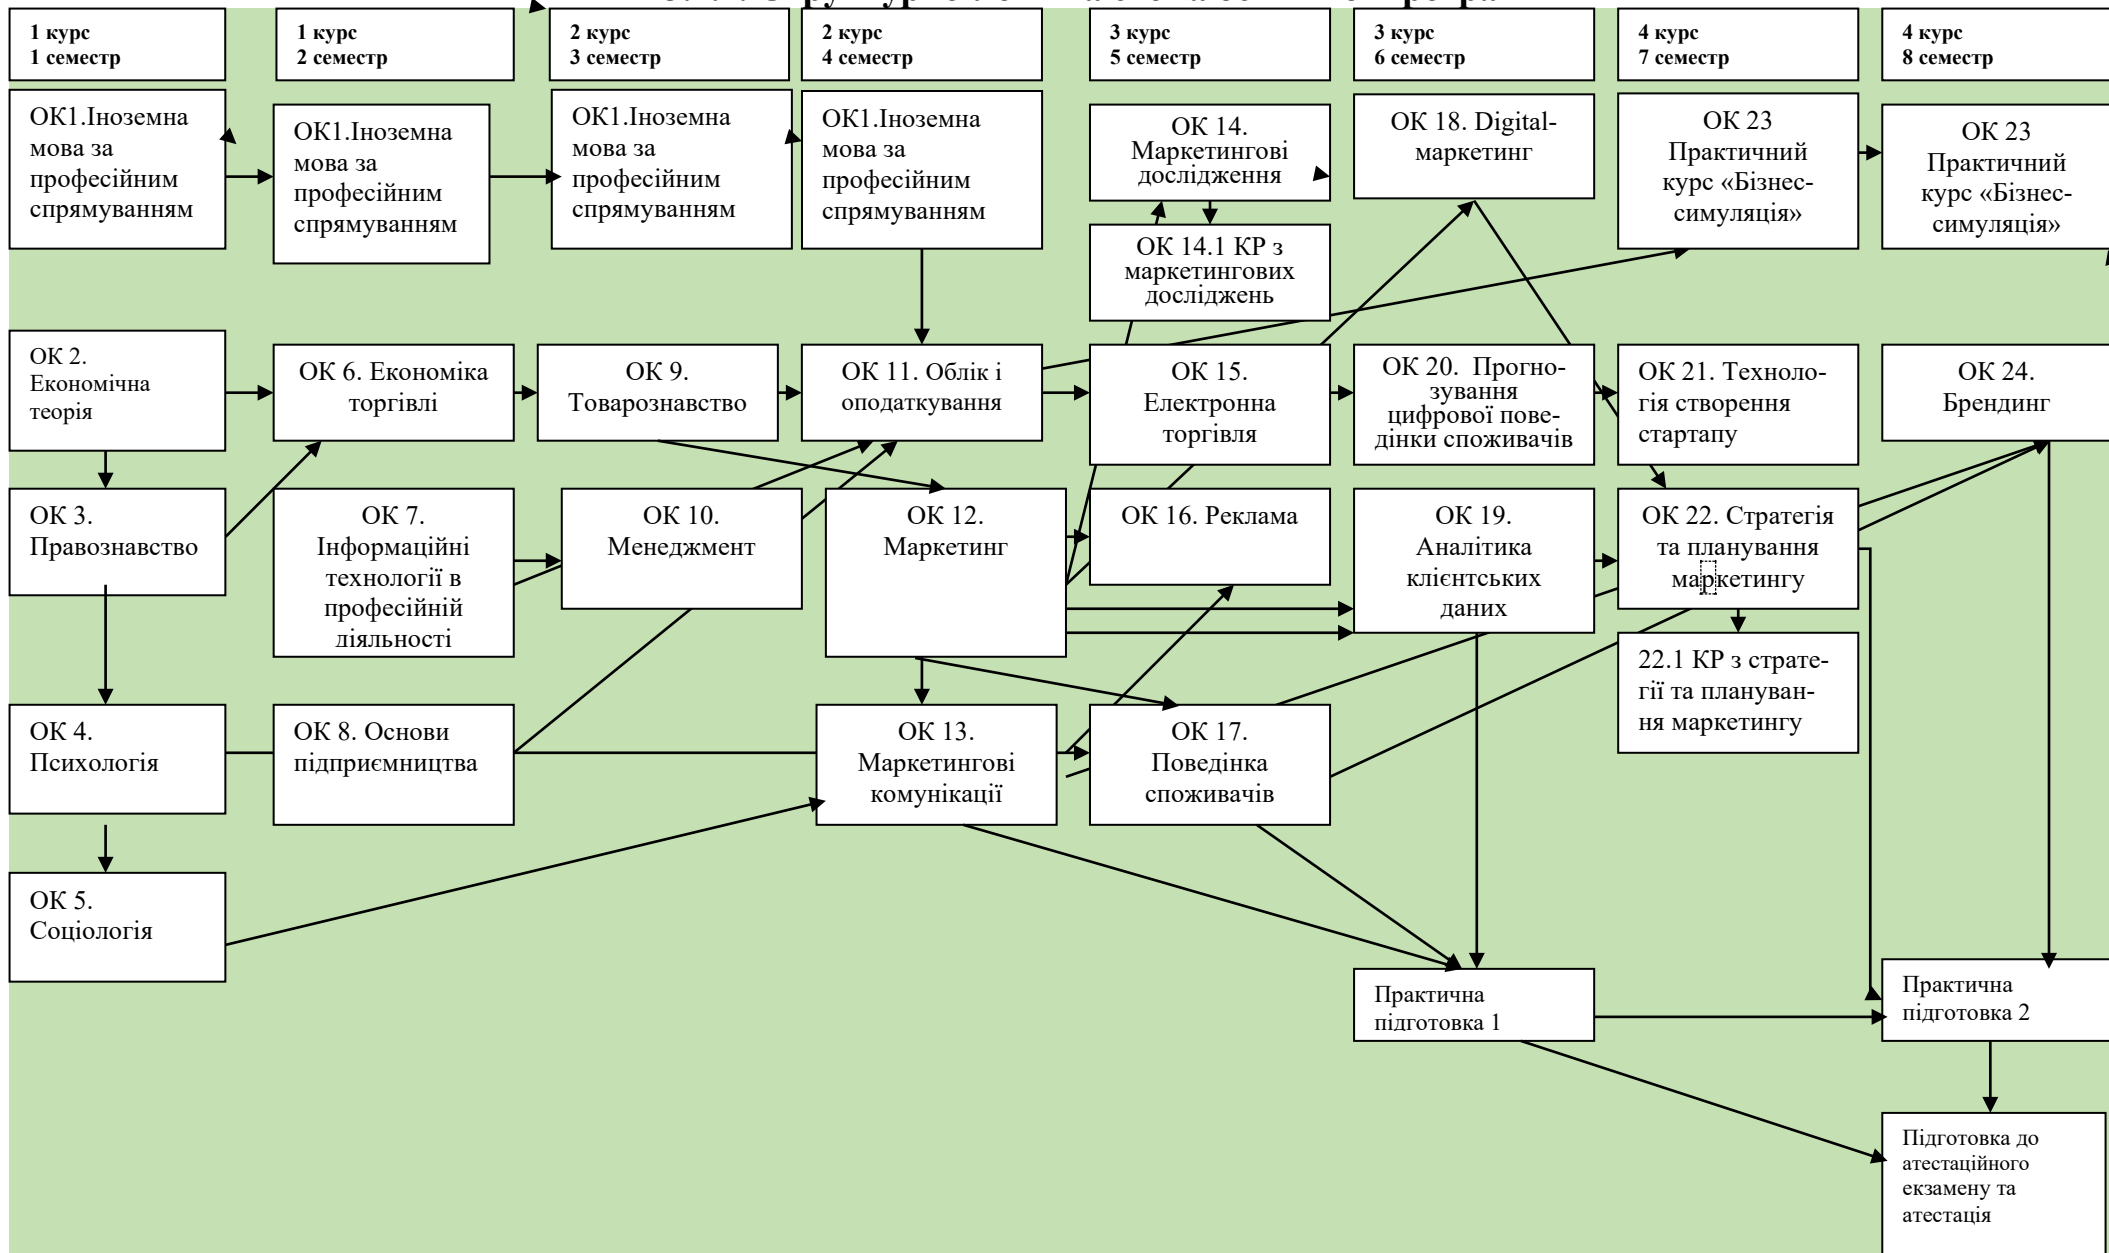 1 курс
1 семестр
1 курс
2 семестр
2 курс
3 семестр
2 курс
4 семестр
3 курс
5 семестр
3 курс
6 семестр
4 курс
7 семестр
4 курс
8 семестр
ОК1.Іноземна
мова за
професійним
спрямуванням
ОК1.Іноземна
мова за
професійним
спрямуванням
ОК1.Іноземна
мова за
професійним
спрямуванням
ОК1.Іноземна
мова за
професійним
спрямуванням
ОК 14.
Маркетингові
дослідження
ОК 18. Digital-
маркетинг
ОК 23
Практичний
курс «Бізнес-
симуляція»
ОК 23
Практичний
курс «Бізнес-
симуляція»
ОК 14.1 КР з
маркетингових
досліджень
ОК 2.
Економічна
теорія
ОК 6. Економіка
торгівлі
ОК 9.
Товарознавство
ОК 11. Облік і
оподаткування
ОК 15.
Електронна
торгівля
ОК 20. Прогно-
зування
цифрової пове-
дінки споживачів
ОК 21. Техноло-
гія створення
стартапу
ОК 24.
Брендинг
ОК 3.
Правознавство
ОК 7.
Інформаційні
технології в
професійній
діяльності
ОК 10.
Менеджмент
ОК 12.
Маркетинг
ОК 16. Реклама
ОК 19.
Аналітика
клієнтських
даних
ОК 22. Стратегія
та планування
маркетингу
22.1 КР з страте-
гії та плануван-
ня маркетингу
ОК 4.
Психологія
ОК 8. Основи
підприємництва
ОК 13.
Маркетингові
комунікації
ОК 17.
Поведінка
споживачів
ОК 5.
Соціологія
Практична
підготовка 1
Практична
підготовка 2
Підготовка до
атестаційного
екзамену та
атестація